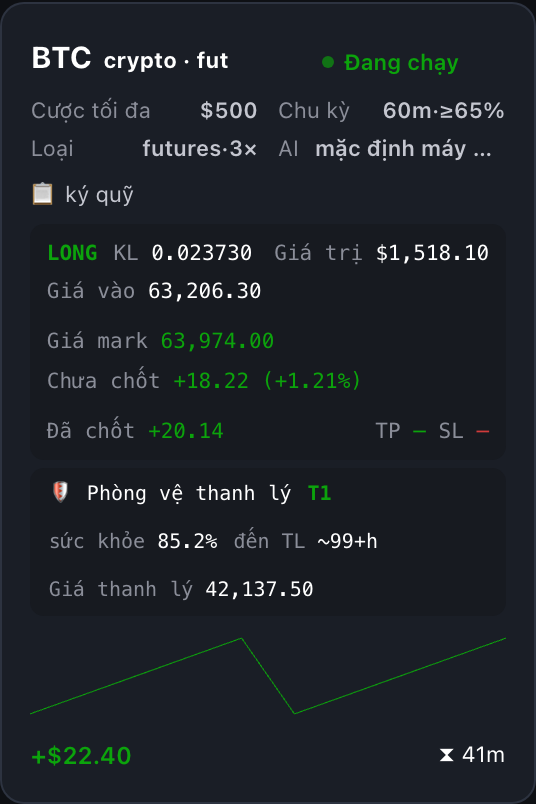 BTC crypto · fut
Đang chạy
Cược tối đa $500 Chu kỳ 60m·≥65%
Loại futures·3× AI mặc định máy ...
ký quỹ
LONG KL 0.023730 Giá trị $1,518.10
Giá vào 63,206.30
Giá mark 63,974.00
Chưa chốt +18.22 (+1.21%)
Đã chốt +20.14 TP — SL —
Phòng vệ thanh lý T1
sức khỏe 85.2% đến TL ~99+h
Giá thanh lý 42,137.50
+$22.40 ⧗ 41m